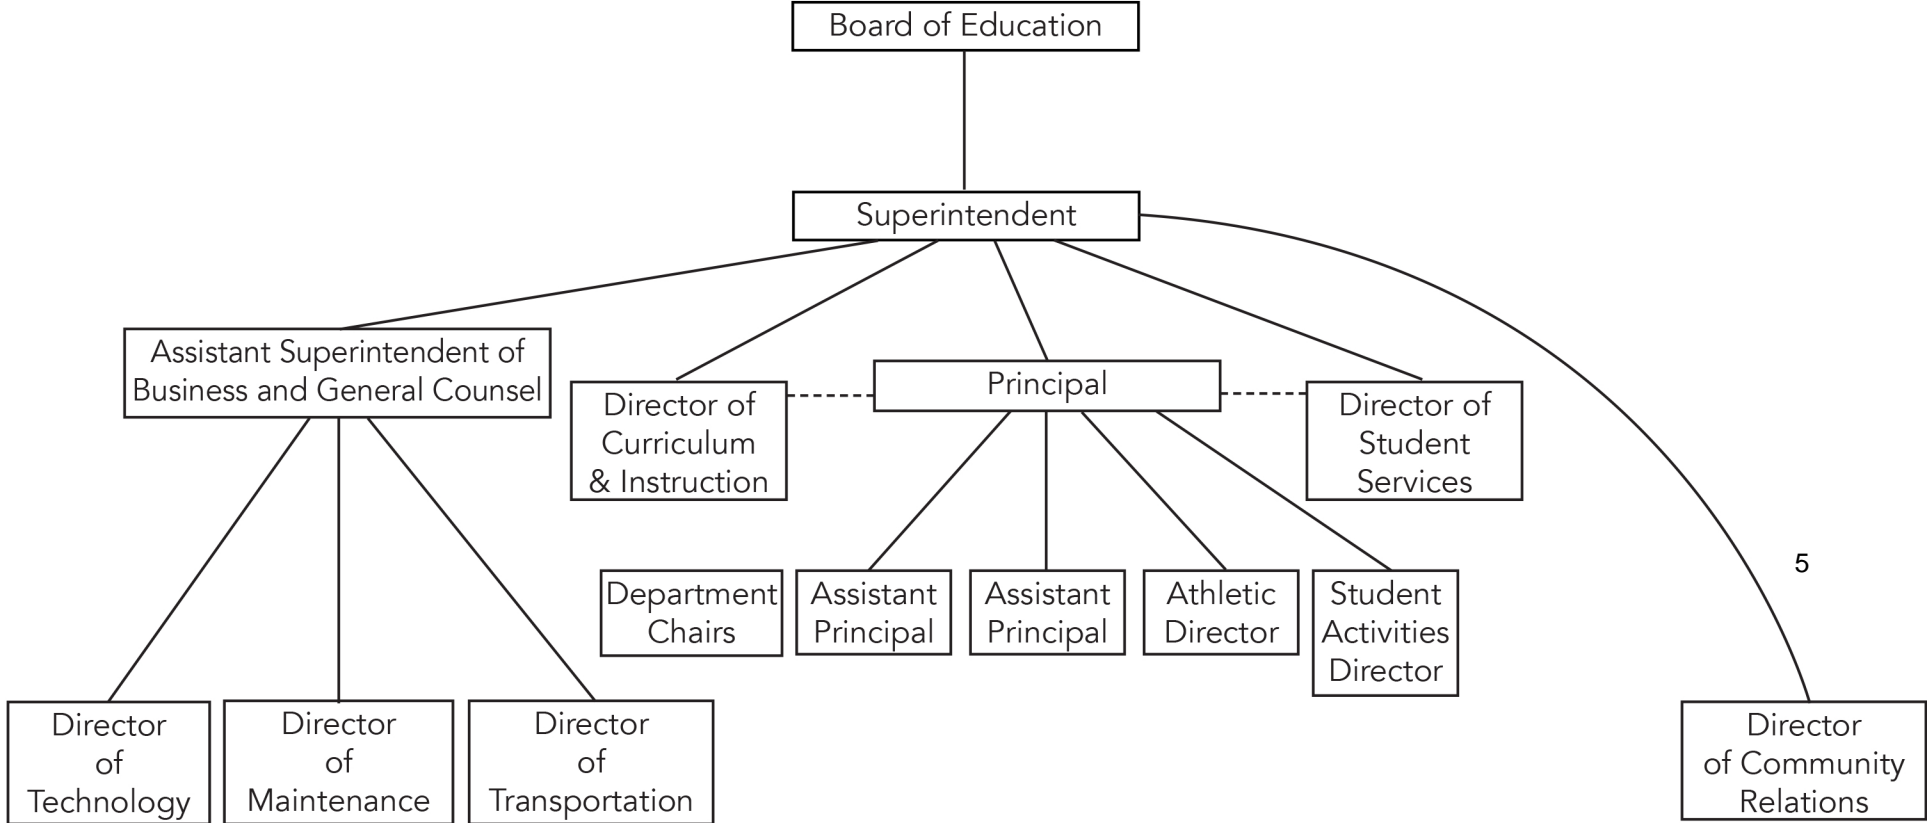 Board of Education
Superintendent
Assistant Superintendent of
Business and General Counsel
Director of
Curriculum
& Instruction
Principal
Director of
Student
Services
5
Department
Chairs
Assistant
Principal
Assistant
Principal
Athletic
Director
Student
Activities
Director
Director
of
Technology
Director
of
Maintenance
Director
of
Transportation
Director
of Community
Relations